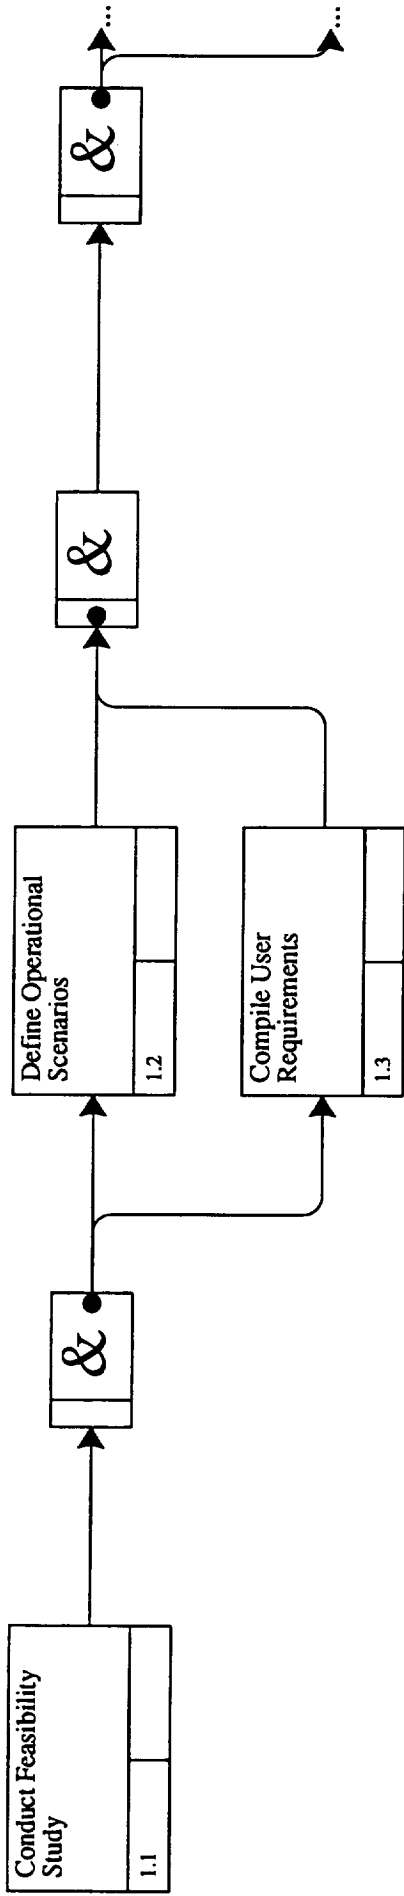 Conduct Feasibility
Study
1.1
&
Define Operational
Scenarios
1.2
Compile User
Requirements
1.3
&
&
...
...